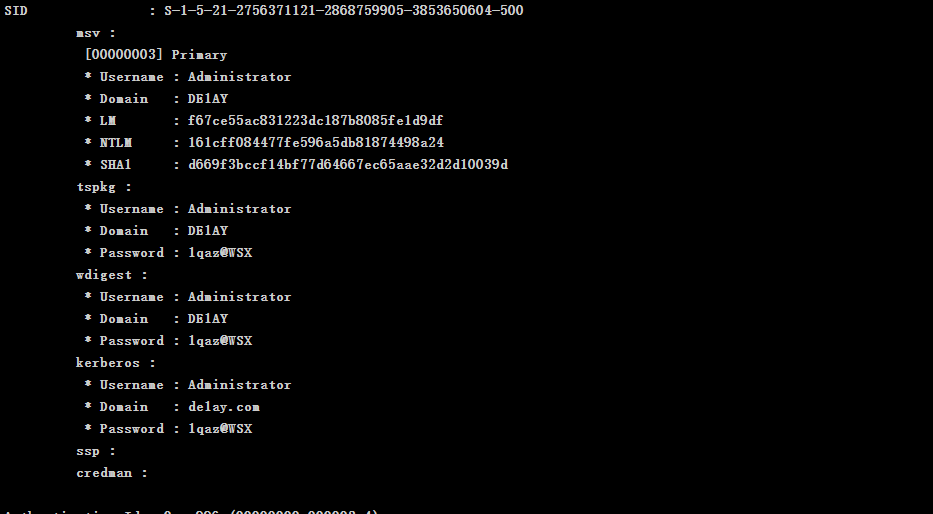 SID : S-1-5-21-2756371121-2868759905-3853650604-500
msv :
[00000003] Primary
* Username : Administrator
* Domain : DE1AY
* LM : f67ce55ac831223dc187b8085fe1d9df
* NTLM : 161cff084477fe596a5db81874498a24
* SHA1 : d669f3bccf14bf77d64667ec65aae32d2d10039d
tspkg :
* Username : Administrator
* Domain : DE1AY
* Password : 1qaz@WSX
wdigest :
* Username : Administrator
* Domain : DE1AY
* Password : 1qaz@WSX
kerberos :
* Username : Administrator
* Domain : de1ay.com
* Password : 1qaz@WSX
ssp :
credman :